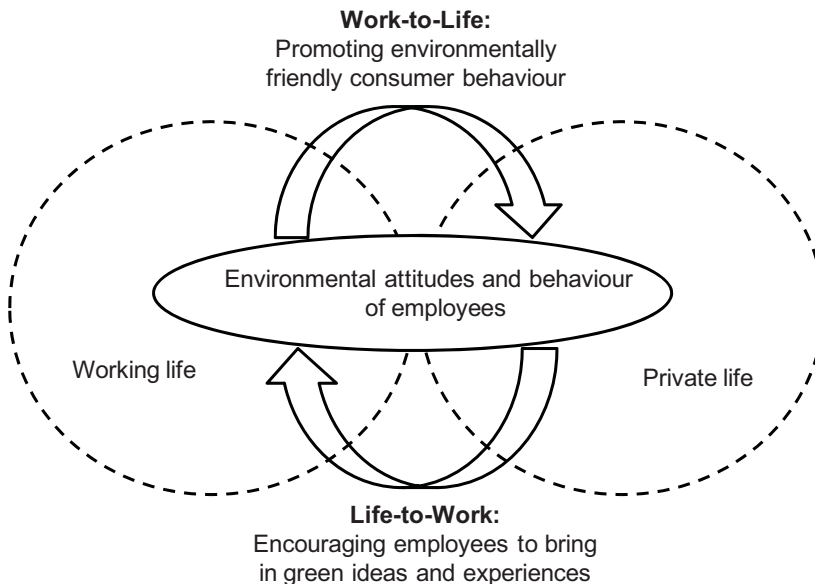 Work-to-Life:
Promoting environmentally
friendly consumer behaviour
Environmental attitudes and behaviour
of employees
Working life
Private life
Life-to-Work:
Encouraging employees to bring
in green ideas and experiences